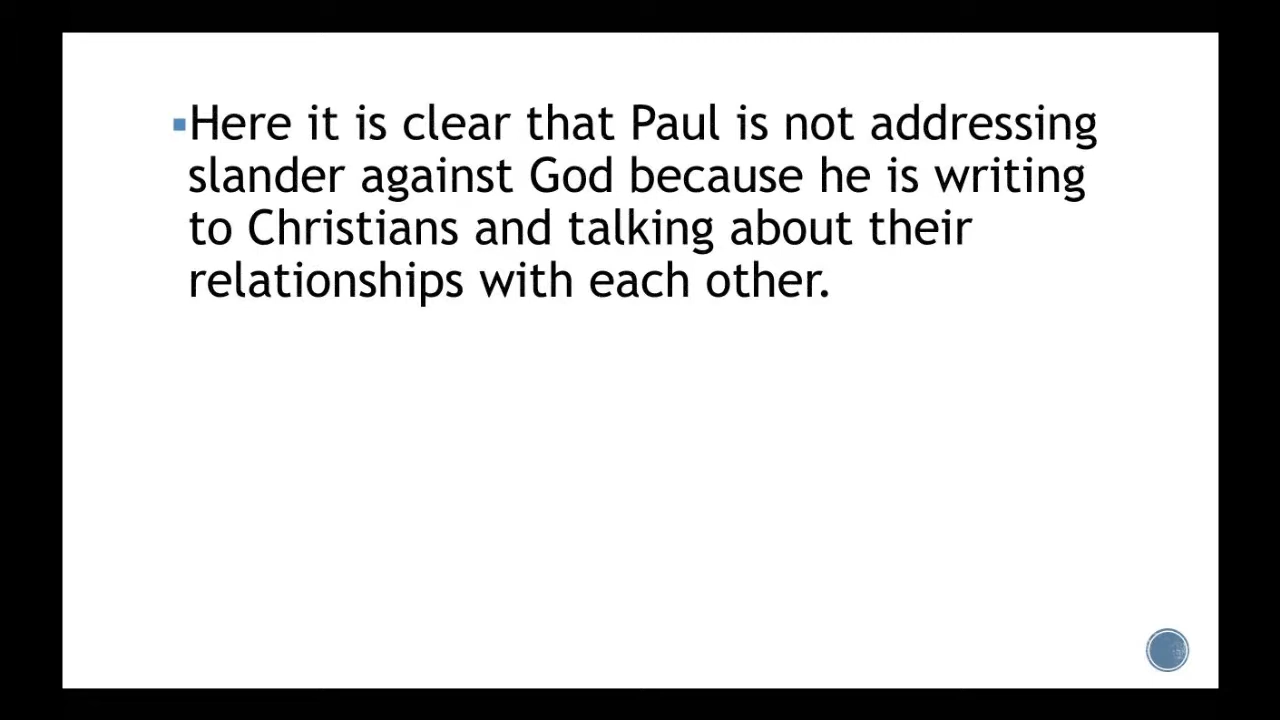 ▪Here it is clear that Paul is not addressing
slander against God because he is writing
to Christians and talking about their
relationships with each other.